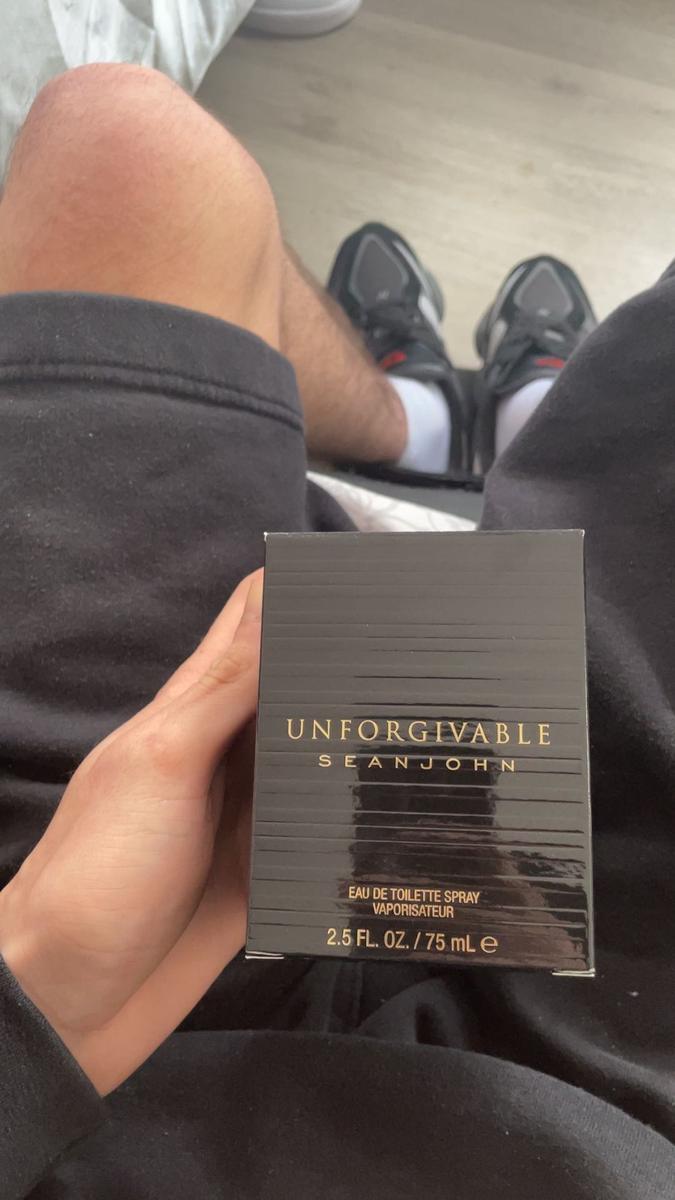 UNFORGIVABLE
SEANJOHN
EAU DE TOILETTE SPRAY
VAPORISATEUR
2.5 FL. OZ. / 75 mL ℮